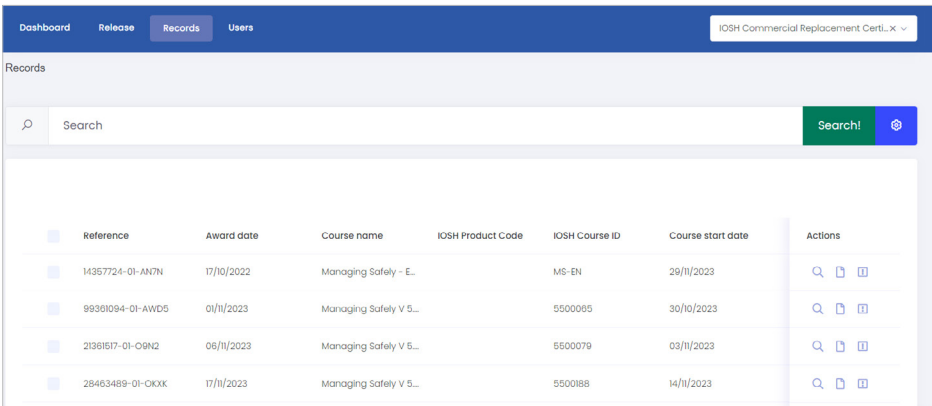 Dashboard Release Records Users IOSH Commercial Replacement Certi...
Records
Search Search!
Reference Award date Course name IOSH Product Code IOSH Course ID Course start date Actions
14357724-01-AN7N 17/10/2022 Managing Safely - E... MS-EN 29/11/2023
99361094-01-AWD5 01/11/2023 Managing Safely V 5.... 5500065 30/10/2023
21361517-01-O9N2 06/11/2023 Managing Safely V 5.... 5500079 03/11/2023
28463489-01-OKXK 17/11/2023 Managing Safely V 5.... 5500188 14/11/2023